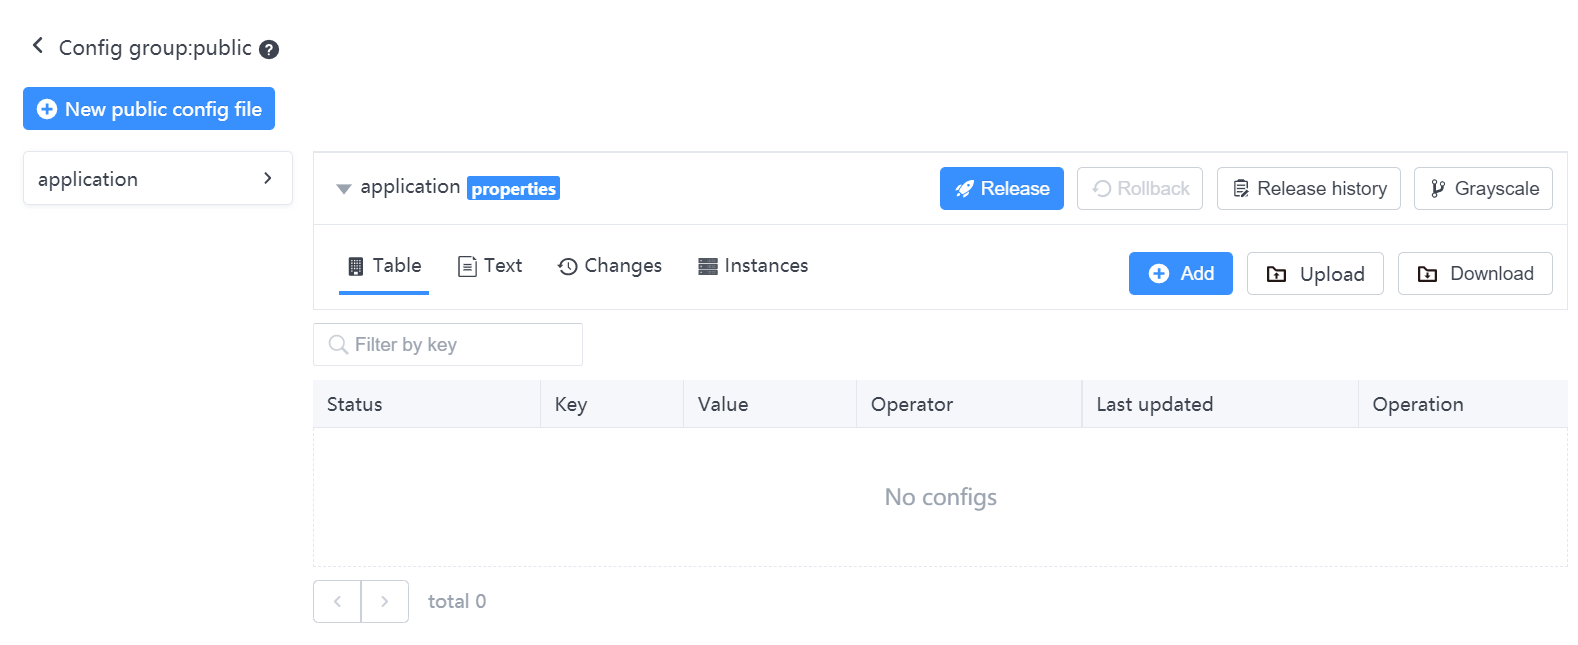 Config group:public
New public config file
application
application properties
Release
Rollback
Release history
Grayscale
Table
Text
Changes
Instances
Add
Upload
Download
Filter by key
Status Key Value Operator Last updated Operation
No configs
total 0